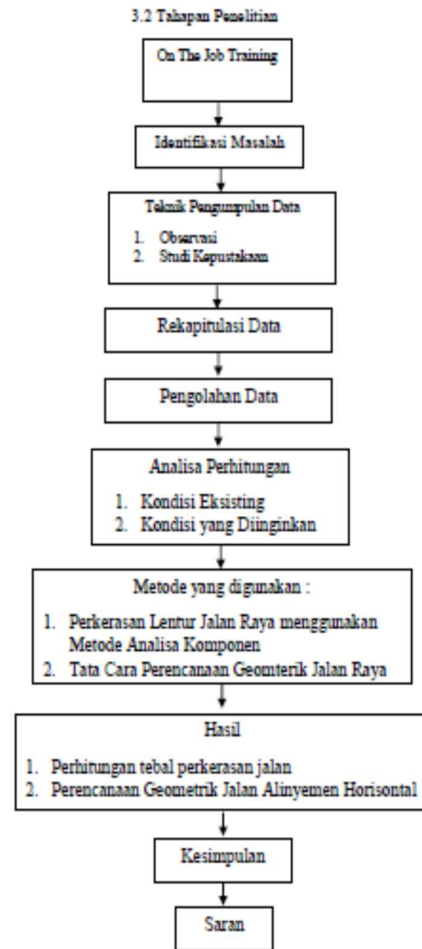 3.2 Tahapan Penelitian
On The Job Training
Identifikasi Masalah
Teknik Pengumpulan Data
1. Observasi
2. Studi Kepustakaan
Rekapitulasi Data
Pengolahan Data
Analisa Perhitungan
1. Kondisi Eksisting
2. Kondisi yang Diinginkan
Metode yang digunakan :
1. Perkerasan Lentur Jalan Raya menggunakan
Metode Analisa Komponen
2. Tata Cara Perencanaan Geomterik Jalan Raya
Hasil
1. Perhitungan tebal perkerasan jalan
2. Perencanaan Geometrik Jalan Alinyemen Horisontal
Kesimpulan
Saran